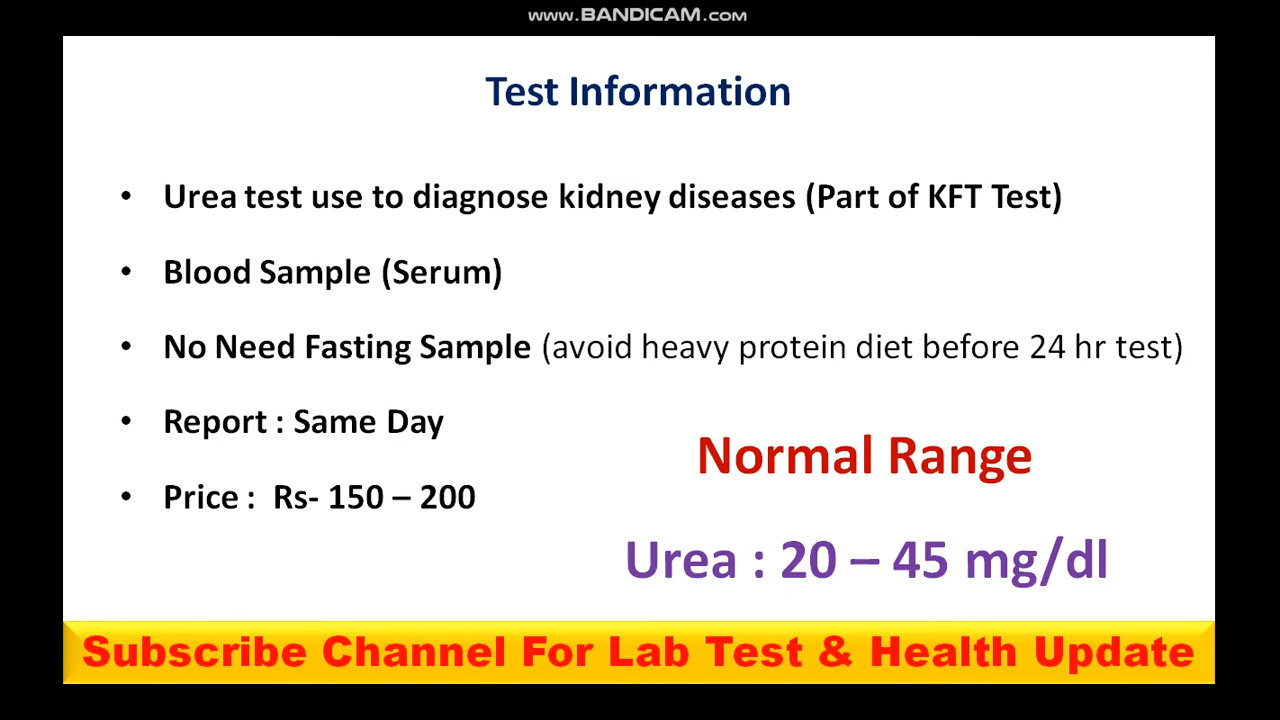 www.BANDICAM.com
Test Information
• Urea test use to diagnose kidney diseases (Part of KFT Test)
• Blood Sample (Serum)
• No Need Fasting Sample (avoid heavy protein diet before 24 hr test)
• Report : Same Day
• Price : Rs- 150 – 200
Normal Range
Urea : 20 – 45 mg/dl
Subscribe Channel For Lab Test & Health Update